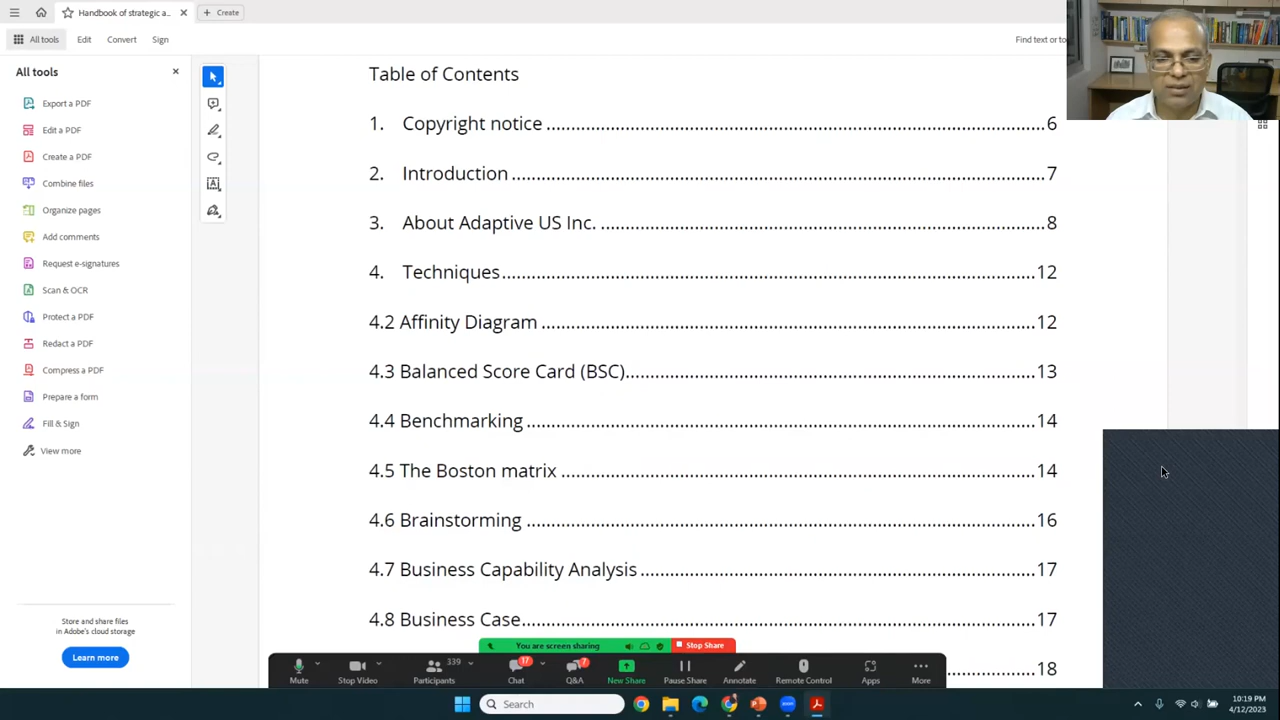 Handbook of strategic a...
Create
All tools
Edit
Convert
Sign
Find text or to
All tools
Export a PDF
Edit a PDF
Create a PDF
Combine files
Organize pages
Add comments
Request e-signatures
Scan & OCR
Protect a PDF
Redact a PDF
Compress a PDF
Prepare a form
Fill & Sign
View more
Store and share files
in Adobe's cloud storage
Learn more
Table of Contents
1. Copyright notice 6
2. Introduction 7
3. About Adaptive US Inc. 8
4. Techniques 12
4.2 Affinity Diagram 12
4.3 Balanced Score Card (BSC) 13
4.4 Benchmarking 14
4.5 The Boston matrix 14
4.6 Brainstorming 16
4.7 Business Capability Analysis 17
4.8 Business Case 17
18
You are screen sharing
Stop Share
339
17
7
Mute
Stop Video
Participants
Chat
Q&A
New Share
Pause Share
Annotate
Remote Control
Apps
More
Search
10:19 PM
4/12/2023